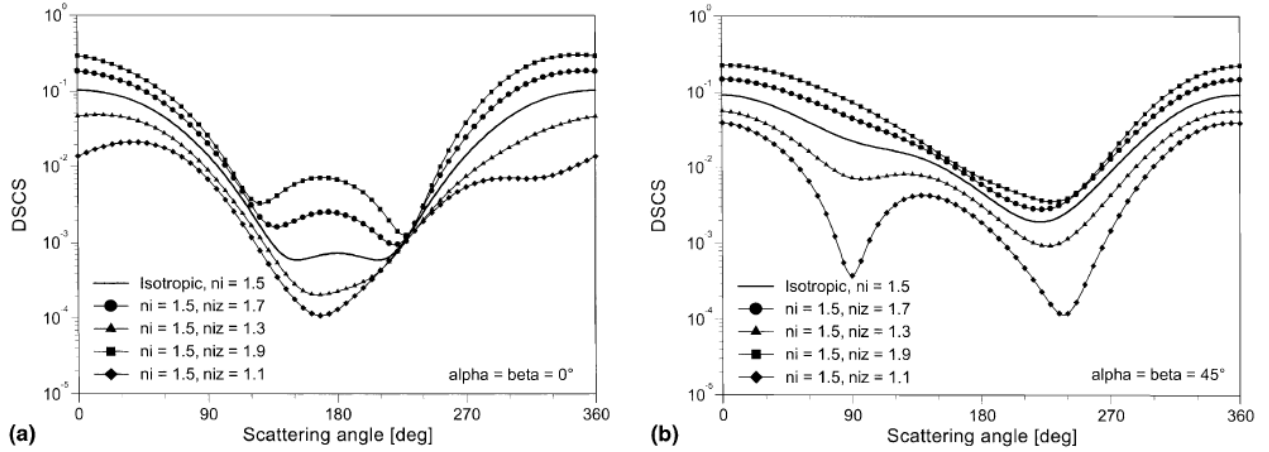 10^0
10^-1
10^-2
10^-3
10^-4
10^-5
DSCS
Isotropic, ni = 1.5
ni = 1.5, niz = 1.7
ni = 1.5, niz = 1.3
ni = 1.5, niz = 1.9
ni = 1.5, niz = 1.1
alpha = beta = 0°
0 90 180 270 360
(a) Scattering angle [deg]
10^0
10^-1
10^-2
10^-3
10^-4
10^-5
DSCS
Isotropic, ni = 1.5
ni = 1.5, niz = 1.7
ni = 1.5, niz = 1.3
ni = 1.5, niz = 1.9
ni = 1.5, niz = 1.1
alpha = beta = 45°
0 90 180 270 360
(b) Scattering angle [deg]